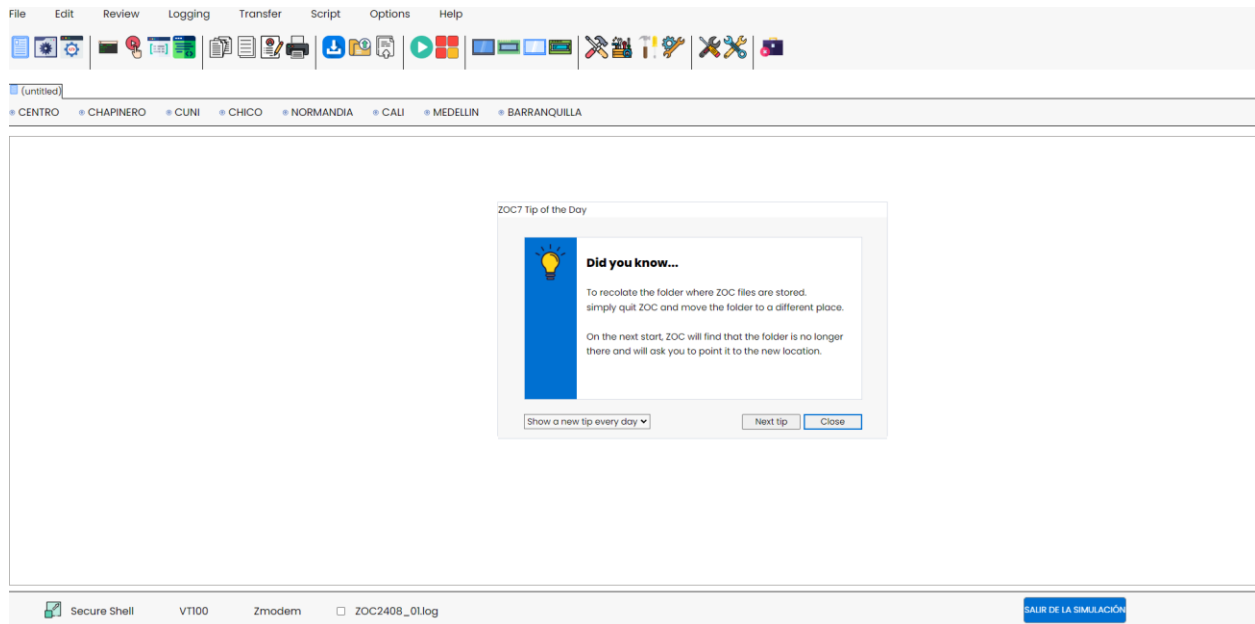 File Edit Review Logging Transfer Script Options Help
(untitled)
CENTRO CHAPINERO CUNI CHICO NORMANDIA CALI MEDELLIN BARRANQUILLA
ZOC7 Tip of the Day
Did you know...
To recolate the folder where ZOC files are stored.
simply quit ZOC and move the folder to a different place.
On the next start, ZOC will find that the folder is no longer
there and will ask you to point it to the new location.
Show a new tip every day Next tip Close
Secure Shell VT100 Zmodem ZOC2408_01.log SALIR DE LA SIMULACIÓN